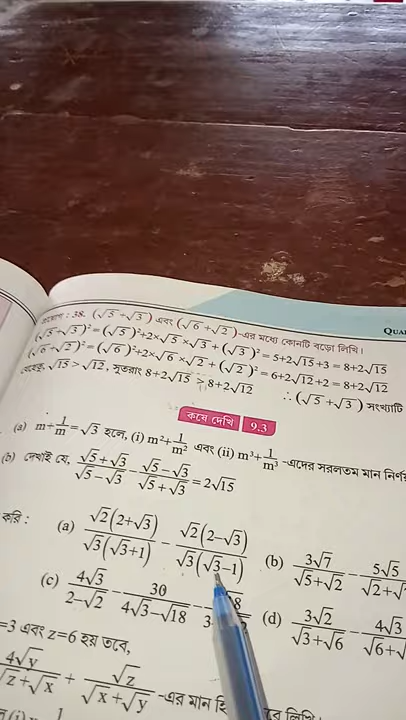 38. (√5+√3) এবং (√6+√2)-এর মধ্যে কোনটি বড়ো লিখি।
QUA
(√5+√3)² = (√5)²+2×√5×√3+(√3)² = 5+2√15+3 = 8+2√15
(√6+√2)² = (√6)²+2×√6×√2+(√2)² = 6+2√12+2 = 8+2√12
√15 > √12, সুতরাং 8+2√15 > 8+2√12
∴ (√5+√3) সংখ্যাটি
কষে দেখি 9.3
(a) m+1/m=√3 হলে, (i) m²+1/m² এবং (ii) m³+1/m³ -এদের সরলতম মান
(b) দেখাই যে, (√5+√3)/(√5−√3) − (√5−√3)/(√5+√3) = 2√15
করি : (a) √2(2+√3)/√3(√3+1) − √2(2−√3)/√3(√3−1) (b) 3√7/(√5+√2) − 5√5
(c) 4√3/(2−√2) − 30/(4√3−√18) − (d) 3√2/(√3+√6) − 4√3
=3 এবং z=6 হয় তবে,
4√y + √z/(√x+√y) -এর মান